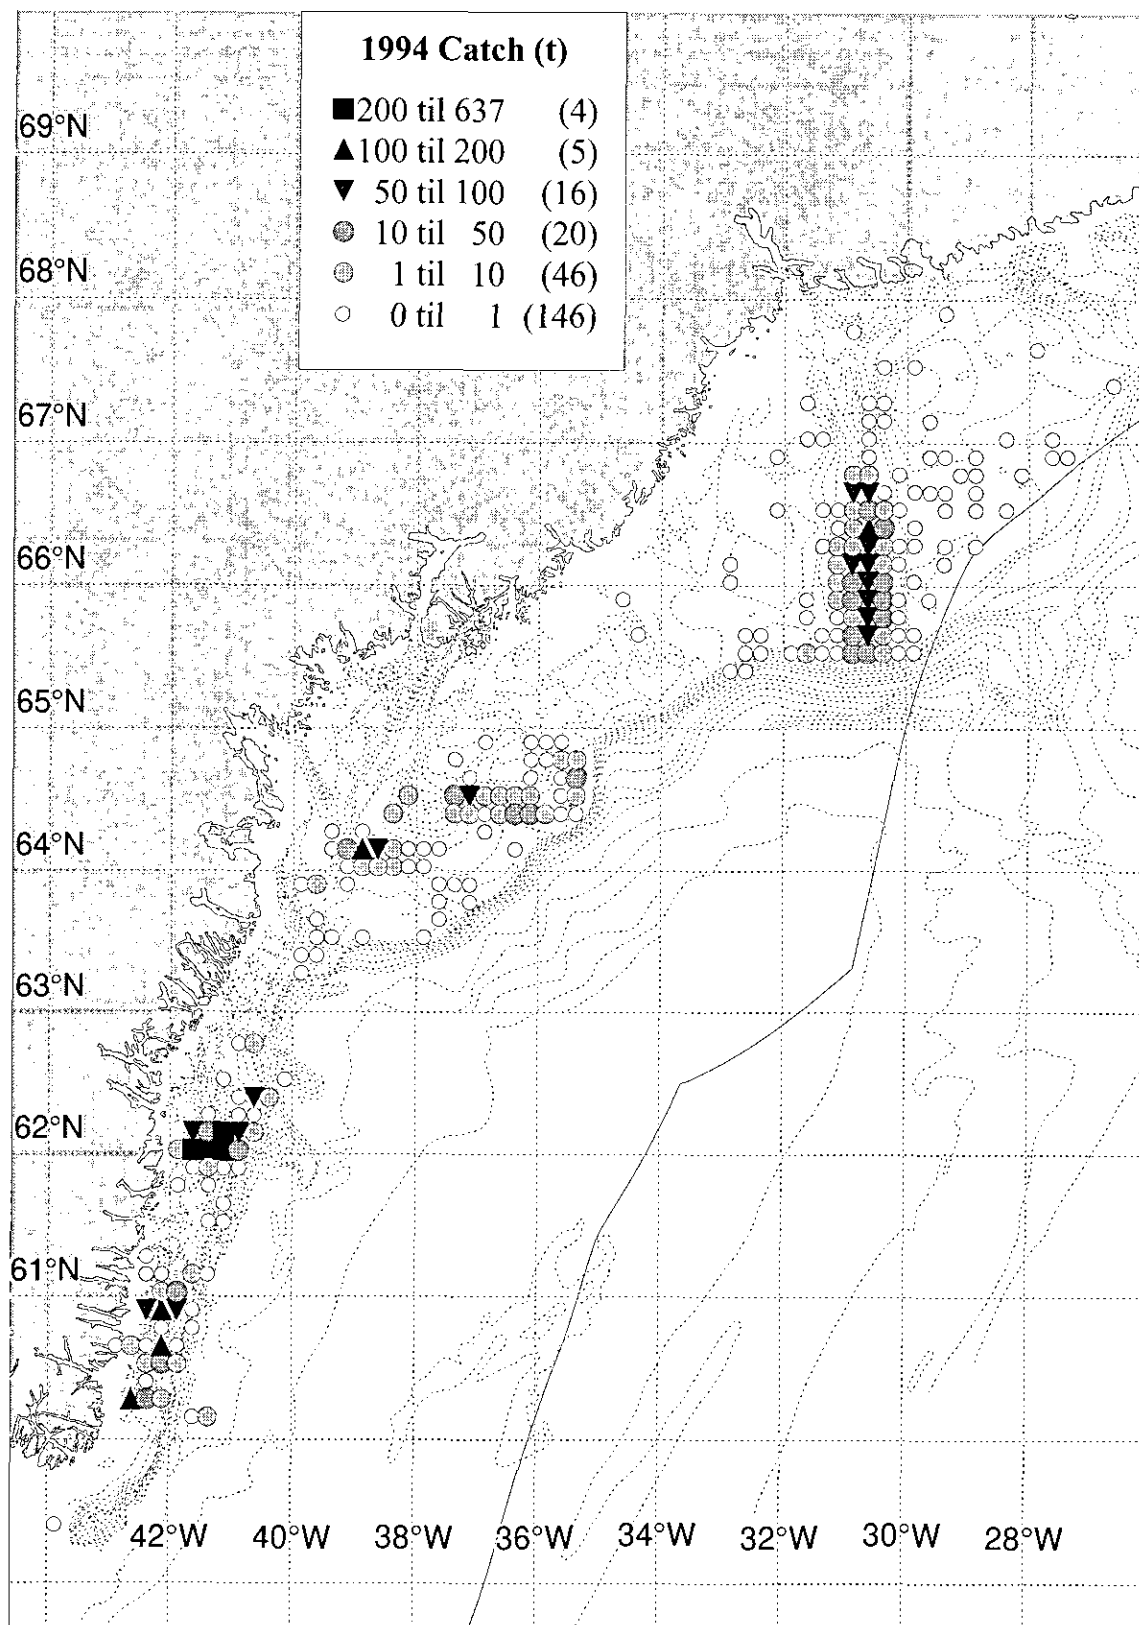 1994 Catch (t)
■200 til 637 (4)
▲100 til 200 (5)
▼ 50 til 100 (16)
10 til 50 (20)
1 til 10 (46)
0 til 1 (146)
69°N
68°N
67°N
66°N
65°N
64°N
63°N
62°N
61°N
42°W 40°W 38°W 36°W 34°W 32°W 30°W 28°W